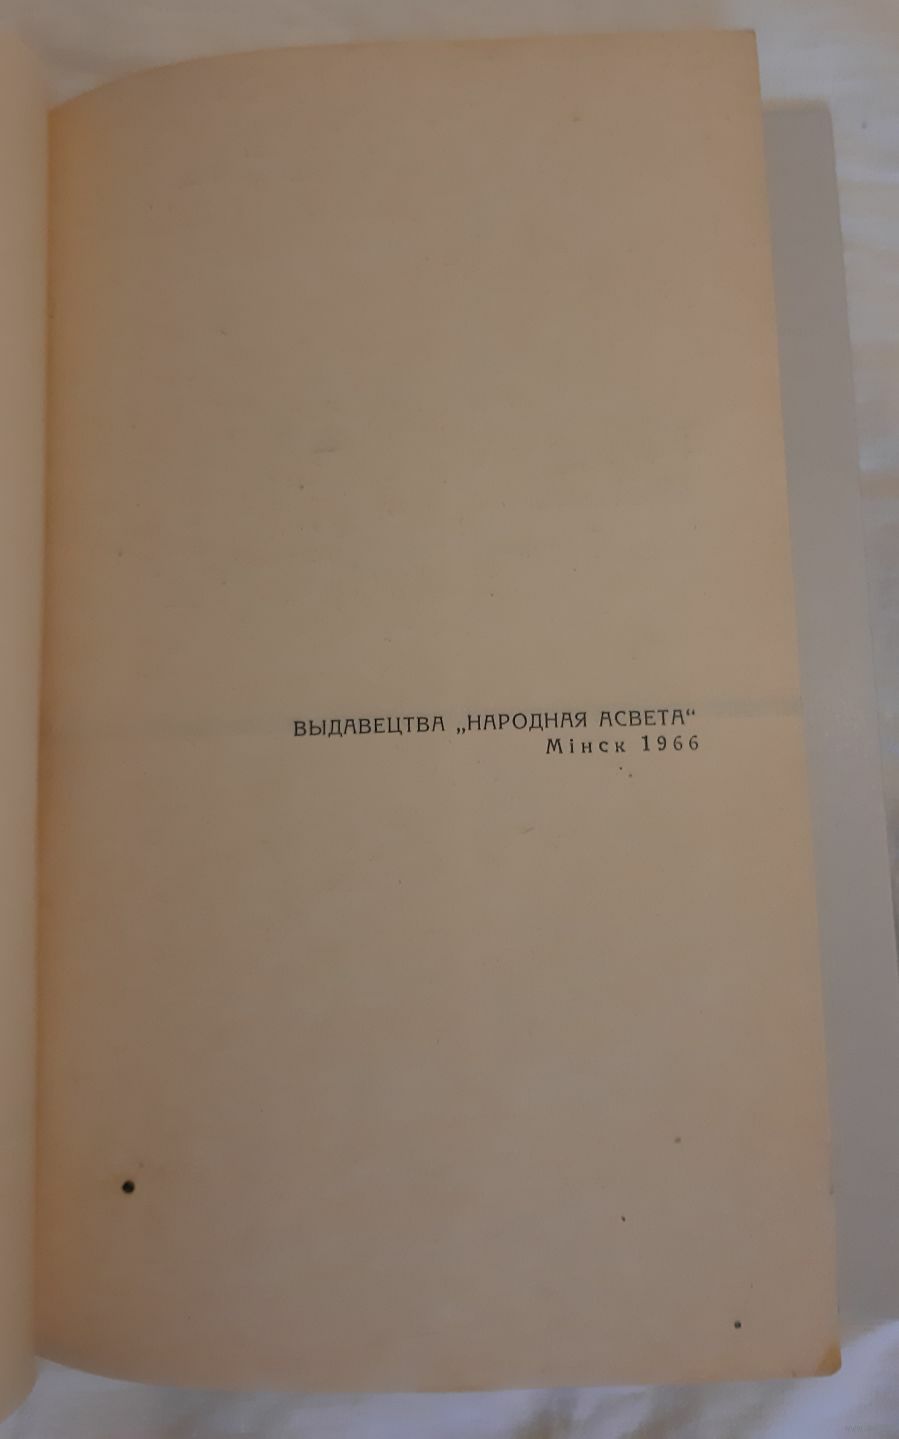 ВЫДАВЕЦТВА „НАРОДНАЯ АСВЕТА“
Мінск 1966